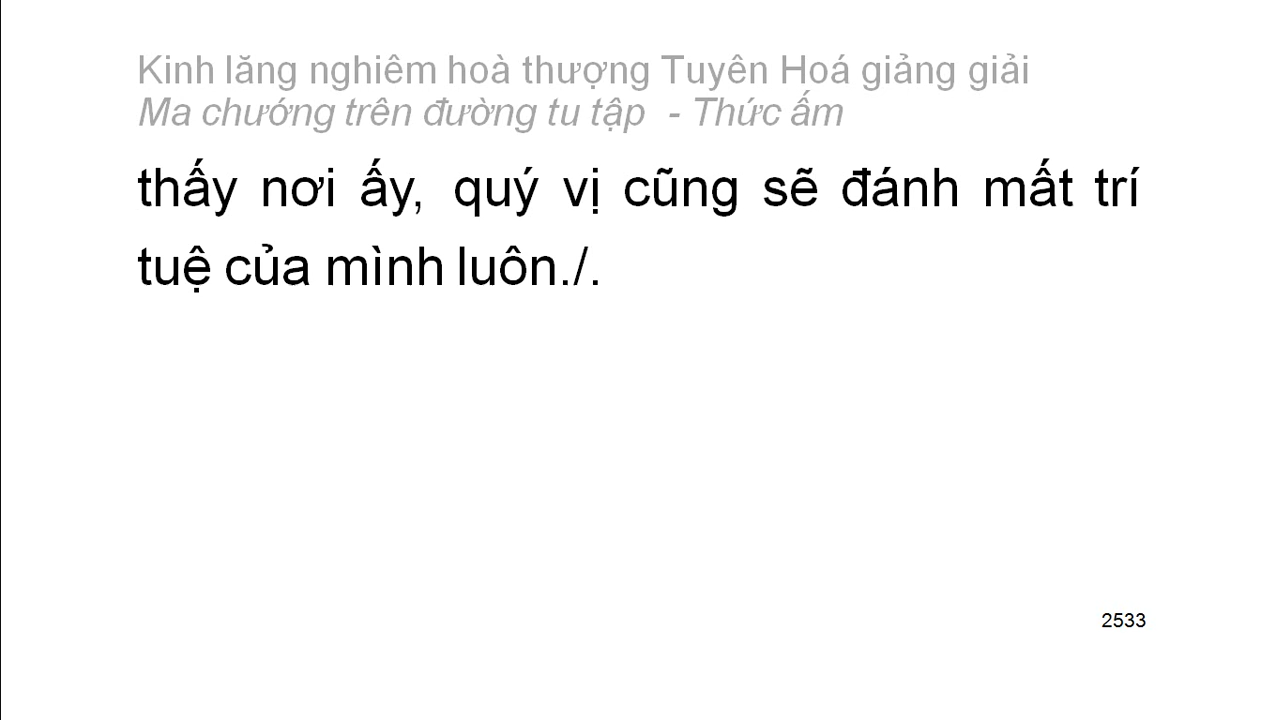 Kinh lăng nghiêm hoà thượng Tuyên Hoá giảng giải
Ma chướng trên đường tu tập - Thức ấm
thấy nơi ấy, quý vị cũng sẽ đánh mất trí
tuệ của mình luôn./.
2533